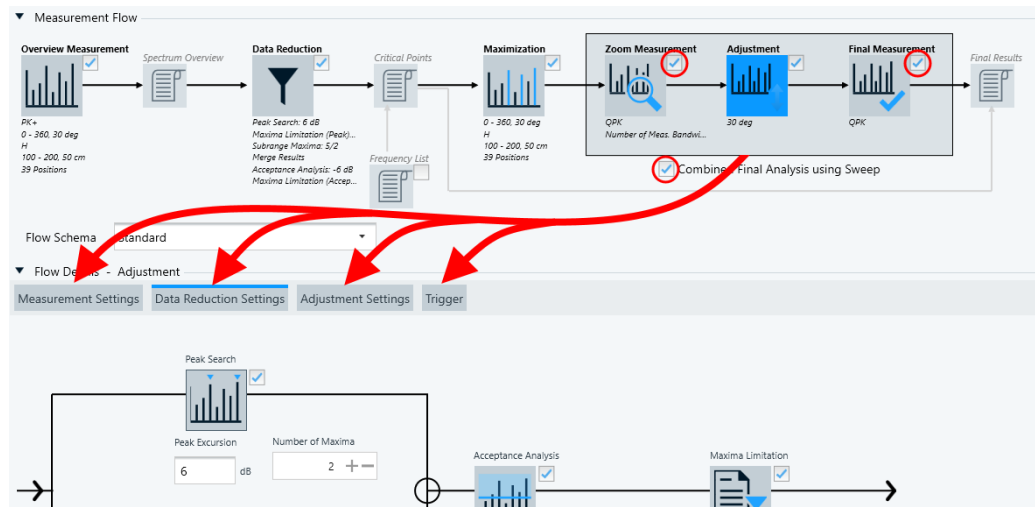 Measurement Flow
Overview Measurement
PK+
0 - 360, 30 deg
H
100 - 200, 50 cm
39 Positions
Spectrum Overview
Data Reduction
Peak Search: 6 dB
Maxima Limitation (Peak)...
Subrange Maxima: 5/2
Merge Results
Acceptance Analysis: -6 dB
Maxima Limitation (Accep...
Critical Points
Frequency List
Maximization
0 - 360, 30 deg
H
100 - 200, 50 cm
39 Positions
Zoom Measurement
QPK
Number of Meas. Bandwi...
Adjustment
30 deg
Final Measurement
QPK
Final Results
Combine Final Analysis using Sweep
Flow Schema
Standard
Flow Details - Adjustment
Measurement Settings
Data Reduction Settings
Adjustment Settings
Trigger
Peak Search
Peak Excursion
6
dB
Number of Maxima
2
Acceptance Analysis
Maxima Limitation